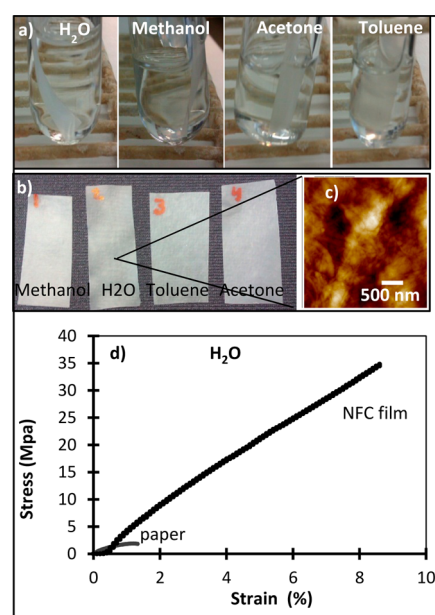 a) H2O Methanol Acetone Toluene
b) 1 2 3 4
Methanol H2O Toluene Acetone
c)
500 nm
d) H2O
Stress (Mpa)
40
35
30
25
20
15
10
5
0
NFC film
paper
0 2 4 6 8 10
Strain (%)